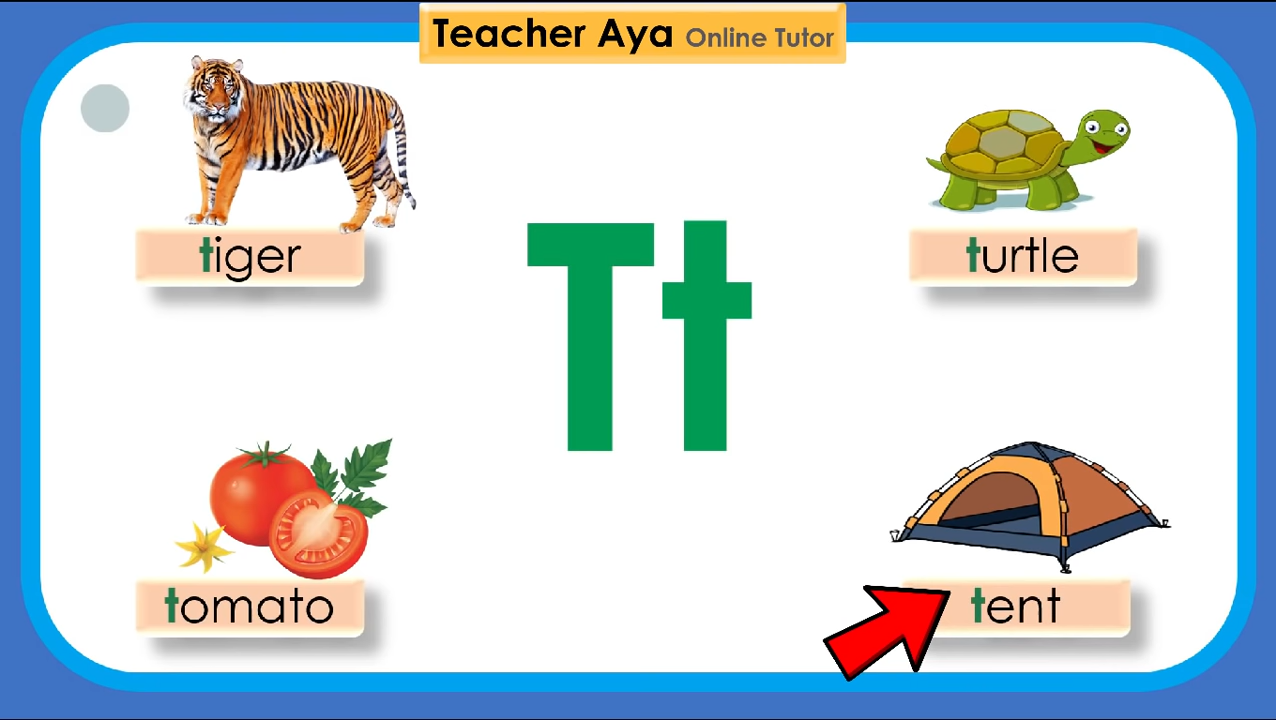 Teacher Aya Online Tutor
tiger
turtle
Tt
tomato
tent